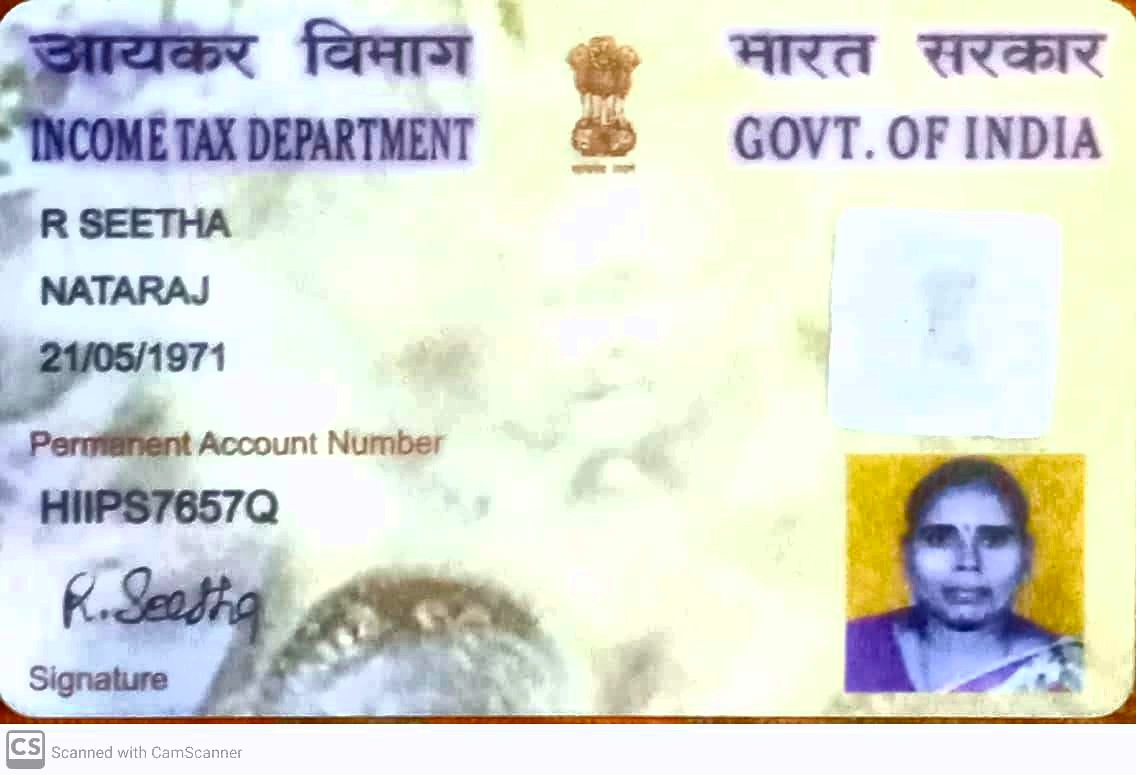 आयकर विभाग
INCOME TAX DEPARTMENT
भारत सरकार
GOVT. OF INDIA
R SEETHA
NATARAJ
21/05/1971
Permanent Account Number
HIIPS7657Q
R. Seetha
Signature
CS Scanned with CamScanner